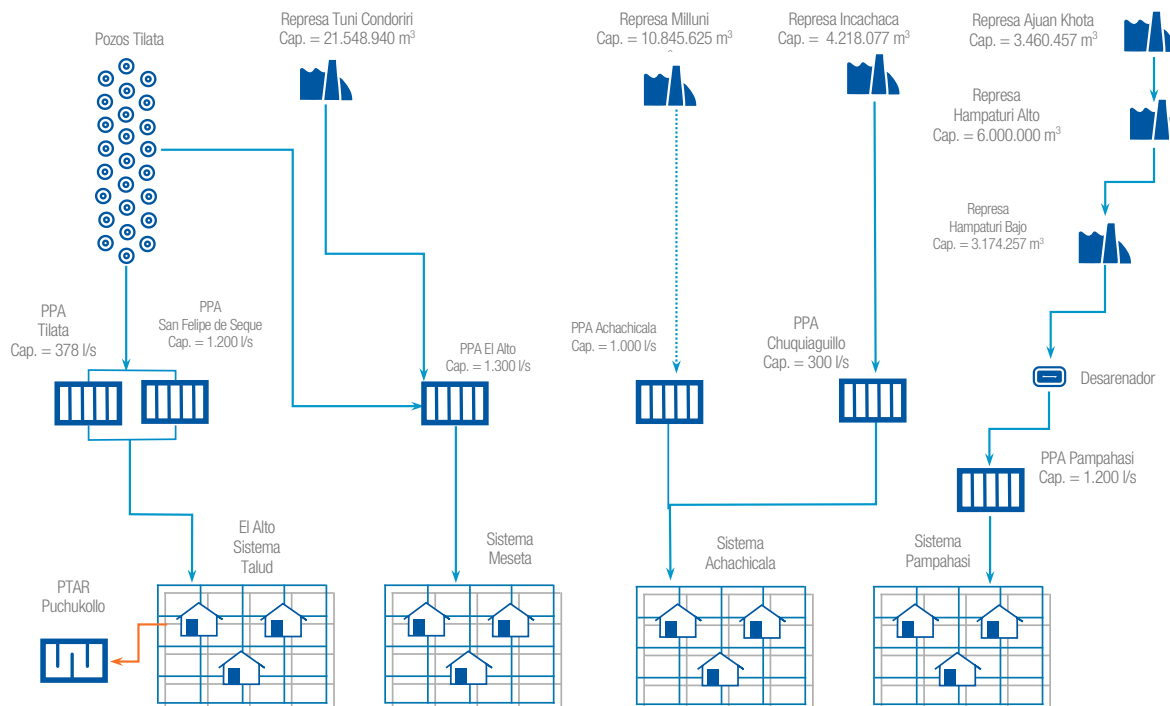 Pozos Tilata
Represa Tuni Condoriri
Cap. = 21.548.940 m³
Represa Milluni
Cap. = 10.845.625 m³
Represa Incachaca
Cap. = 4.218.077 m³
Represa Ajuan Khota
Cap. = 3.460.457 m³
Represa
Hampaturi Alto
Cap. = 6.000.000 m³
Represa
Hampaturi Bajo
Cap. = 3.174.257 m³
PPA
Tilata
Cap. = 378 l/s
PPA
San Felipe de Seque
Cap. = 1.200 l/s
PPA El Alto
Cap. = 1.300 l/s
PPA Achachicala
Cap. = 1.000 l/s
PPA
Chuquiaguillo
Cap. = 300 l/s
Desarenador
PPA Pampahasi
Cap. = 1.200 l/s
El Alto
Sistema
Talud
Sistema
Meseta
Sistema
Achachicala
Sistema
Pampahasi
PTAR
Puchukollo